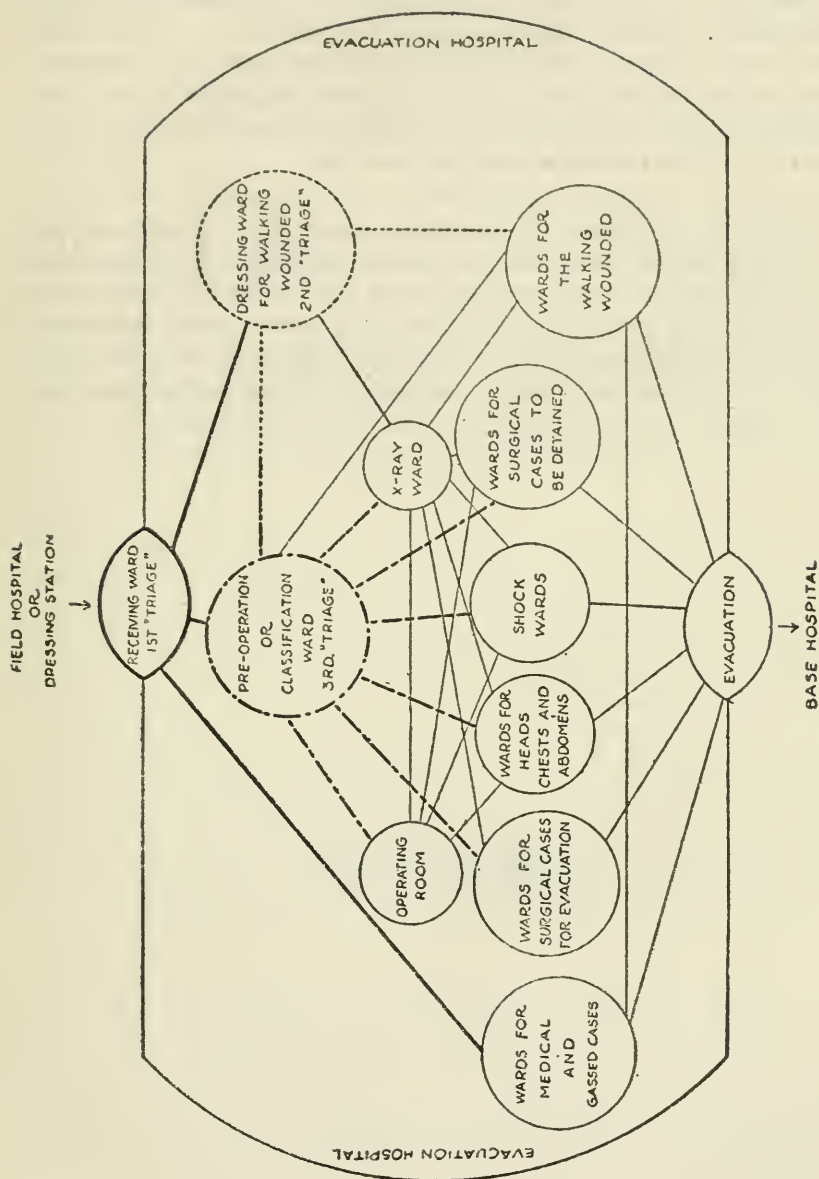 EVACUATION HOSPITAL
FIELD HOSPITAL
OR
DRESSING STATION
RECEIVING WARD
1ST "TRIAGE"
DRESSING WARD
FOR WALKING
WOUNDED
2ND "TRIAGE"
PRE-OPERATION
OR
CLASSIFICATION
WARD
3RD. "TRIAGE"
X-RAY
WARD
OPERATING
ROOM
WARDS FOR
MEDICAL
AND
GASSED CASES
WARDS FOR
SURGICAL CASES
FOR EVACUATION
WARDS FOR
HEADS
CHESTS AND
ABDOMENS
SHOCK
WARDS
WARDS FOR
SURGICAL
CASES TO
BE DETAINED
WARDS FOR
THE
WALKING
WOUNDED
EVACUATION
BASE HOSPITAL
EVACUATION HOSPITAL